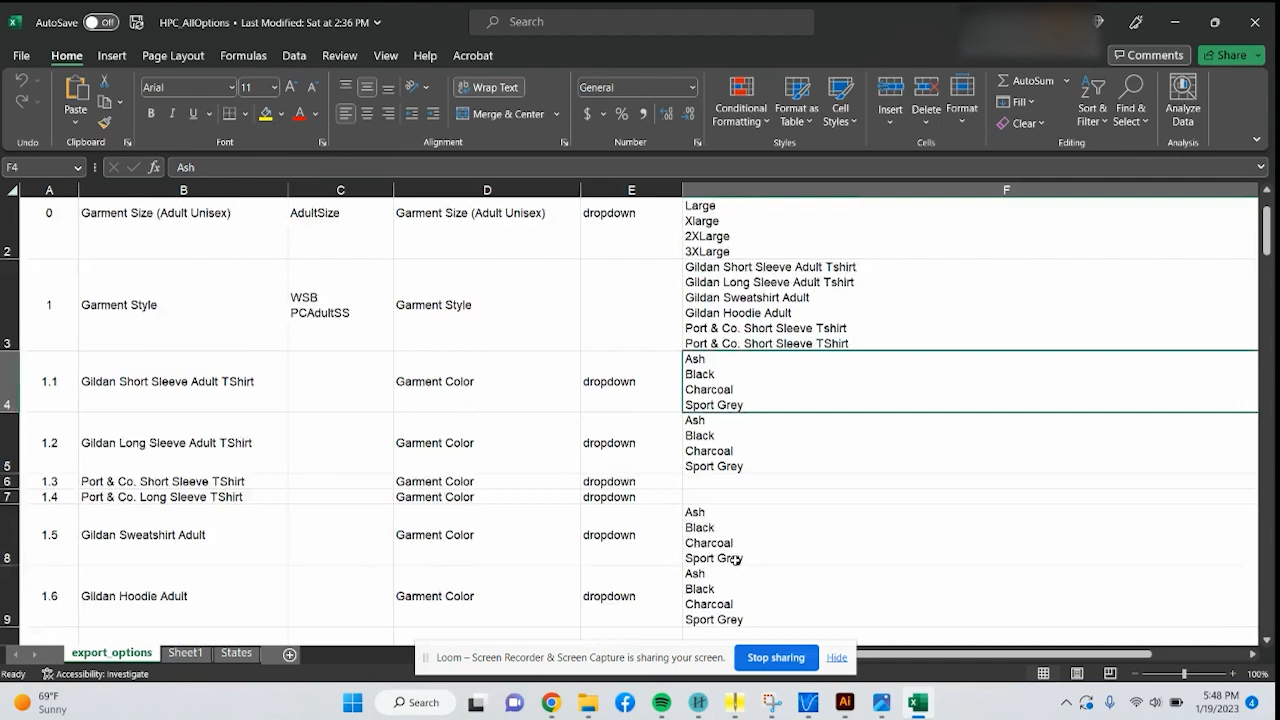 AutoSave Off HPC_AllOptions • Last Modified: Sat at 2:36 PM Search
File Home Insert Page Layout Formulas Data Review View Help Acrobat Comments Share
Paste Arial 11 Wrap Text General Conditional Formatting Format as Table Cell Styles Insert Delete Format AutoSum Sort & Filter Find & Select Analyze Data
B I U Merge & Center $ % Fill
Clear
Undo Clipboard Font Alignment Number Styles Cells Editing Analysis
F4 fx Ash
A B C D E F
2 0 Garment Size (Adult Unisex) AdultSize Garment Size (Adult Unisex) dropdown Large
Xlarge
2XLarge
3XLarge
3 1 Garment Style WSB PCAdultSS Garment Style Gildan Short Sleeve Adult Tshirt
Gildan Long Sleeve Adult TShirt
Gildan Sweatshirt Adult
Gildan Hoodie Adult
Port & Co. Short Sleeve Tshirt
Port & Co. Short Sleeve TShirt
4 1.1 Gildan Short Sleeve Adult TShirt Garment Color dropdown Ash
Black
Charcoal
Sport Grey
5 1.2 Gildan Long Sleeve Adult TShirt Garment Color dropdown Ash
Black
Charcoal
Sport Grey
6 1.3 Port & Co. Short Sleeve TShirt Garment Color dropdown
7 1.4 Port & Co. Long Sleeve TShirt Garment Color dropdown
8 1.5 Gildan Sweatshirt Adult Garment Color dropdown Ash
Black
Charcoal
Sport Grey
9 1.6 Gildan Hoodie Adult Garment Color dropdown Ash
Black
Charcoal
Sport Grey
export_options Sheet1 States
Loom – Screen Recorder & Screen Capture is sharing your screen. Stop sharing Hide
Ready Accessibility: Investigate 100%
69°F
Sunny
Search
5:48 PM
1/19/2023
4